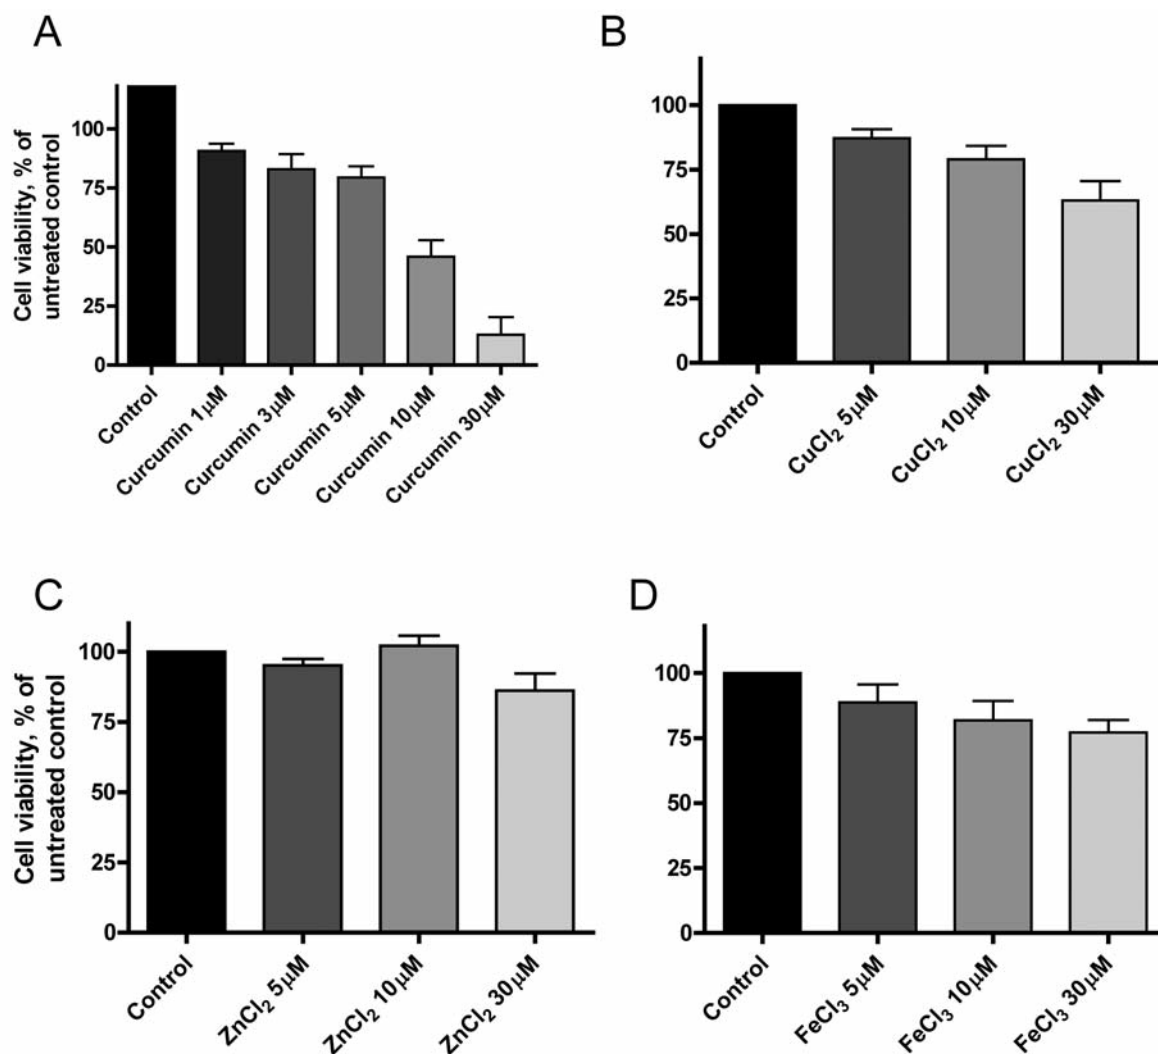 A
Cell viability, % of
untreated control
100
75
50
25
0
Control
Curcumin 1μM
Curcumin 3μM
Curcumin 5μM
Curcumin 10μM
Curcumin 30μM
B
100
75
50
25
0
Control
CuCl₂ 5μM
CuCl₂ 10μM
CuCl₂ 30μM
C
Cell viability, % of
untreated control
100
75
50
25
0
Control
ZnCl₂ 5μM
ZnCl₂ 10μM
ZnCl₂ 30μM
D
100
75
50
25
0
Control
FeCl₃ 5μM
FeCl₃ 10μM
FeCl₃ 30μM